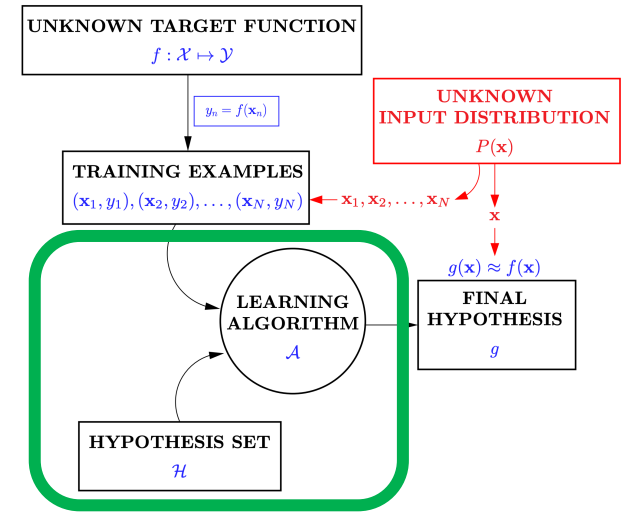 UNKNOWN TARGET FUNCTION
f : 𝒳 ↦ 𝒴
yₙ = f(𝐱ₙ)
UNKNOWN
INPUT DISTRIBUTION
P(𝐱)
TRAINING EXAMPLES
(𝐱₁, y₁), (𝐱₂, y₂), . . . , (𝐱_N, y_N)
𝐱₁, 𝐱₂, . . . , 𝐱_N
𝐱
g(𝐱) ≈ f(𝐱)
LEARNING
ALGORITHM
𝒜
FINAL
HYPOTHESIS
g
HYPOTHESIS SET
ℋ